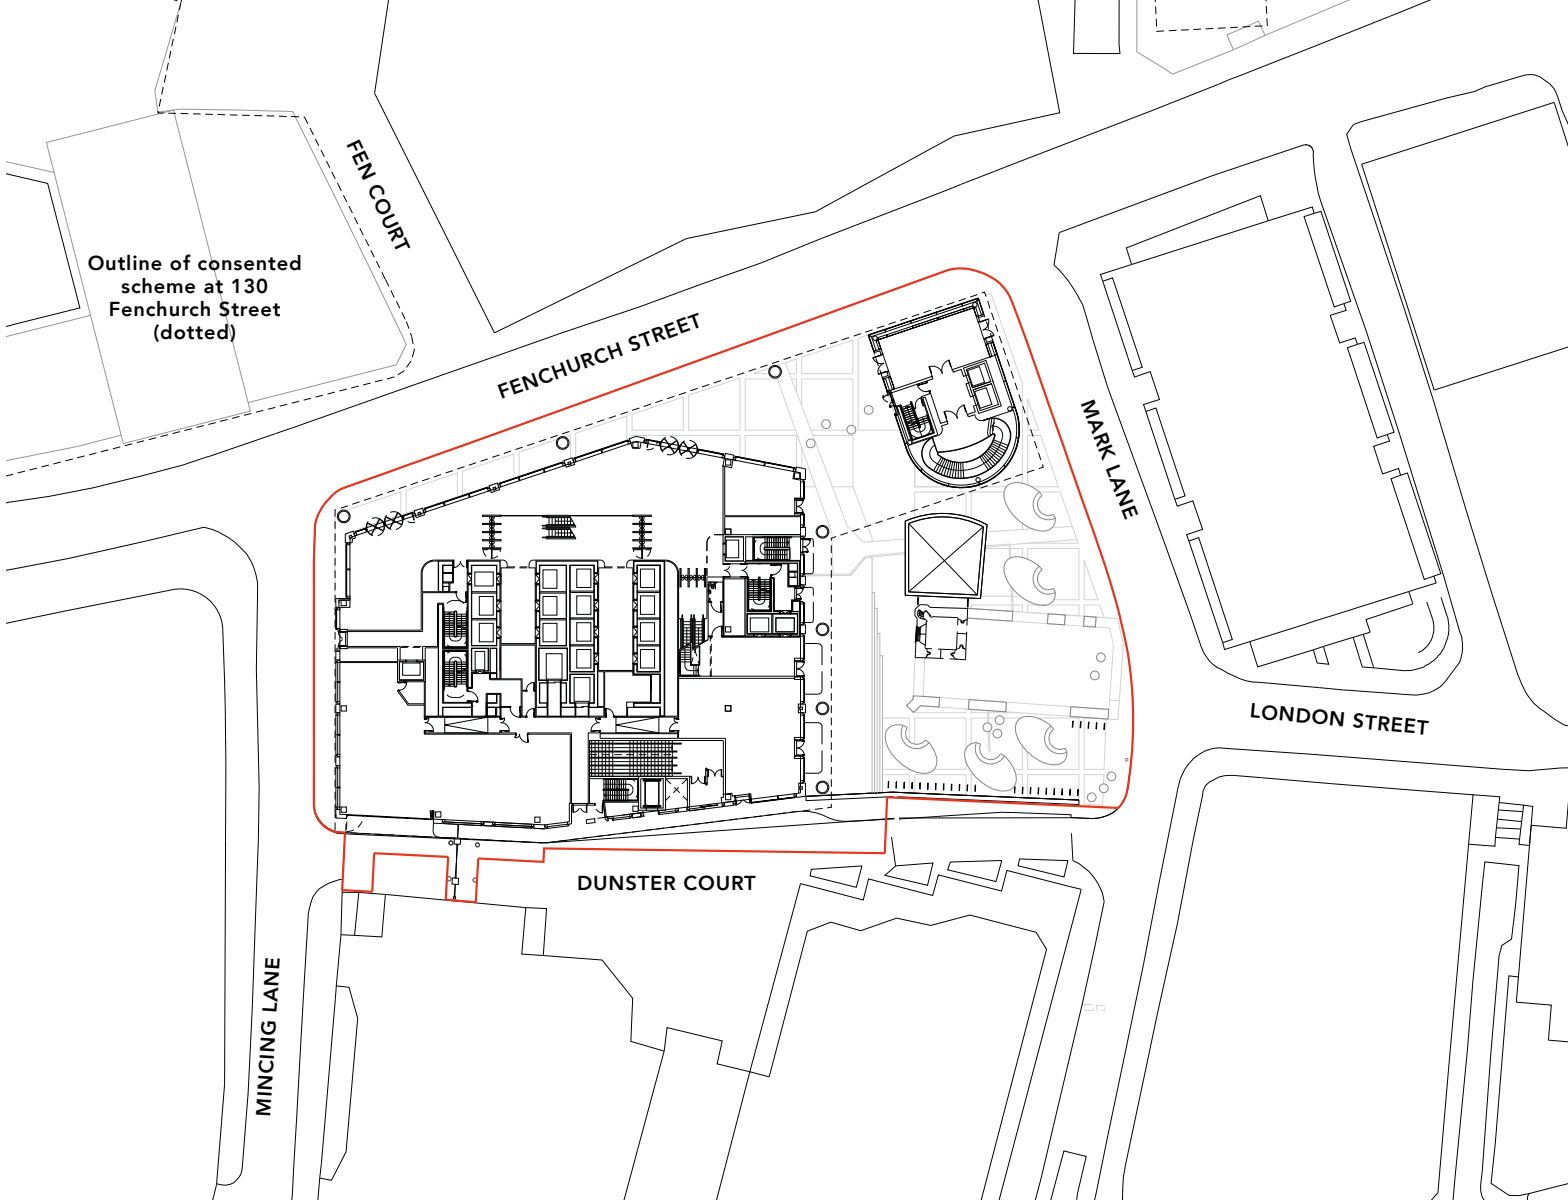 FEN COURT
Outline of consented
scheme at 130
Fenchurch Street
(dotted)
FENCHURCH STREET
MARK LANE
LONDON STREET
DUNSTER COURT
MINCING LANE